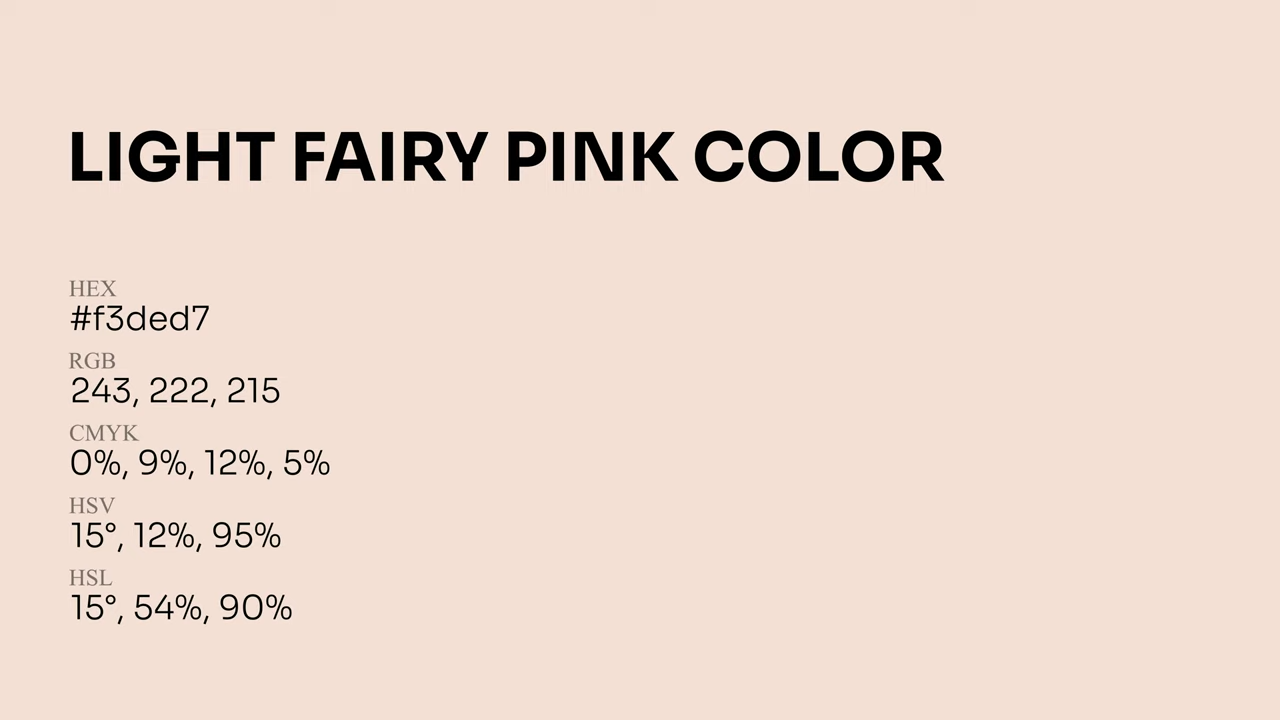 LIGHT FAIRY PINK COLOR
HEX
#f3ded7
RGB
243, 222, 215
CMYK
0%, 9%, 12%, 5%
HSV
15°, 12%, 95%
HSL
15°, 54%, 90%